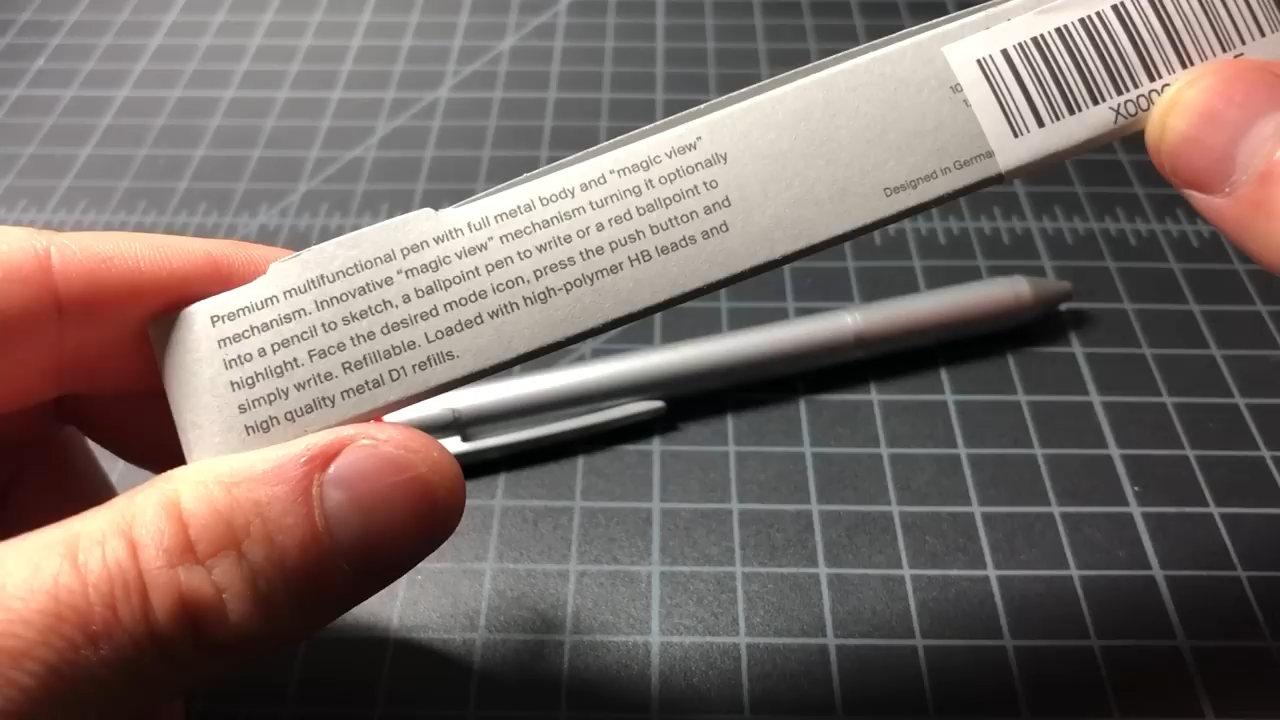 Premium multifunctional pen with full metal body and “magic view”
mechanism. Innovative “magic view” mechanism turning it optionally
into a pencil to sketch, a ballpoint pen to write or a red ballpoint to
highlight. Face the desired mode icon, press the push button and
simply write. Refillable. Loaded with high-polymer HB leads and
high quality metal D1 refills.
Designed in